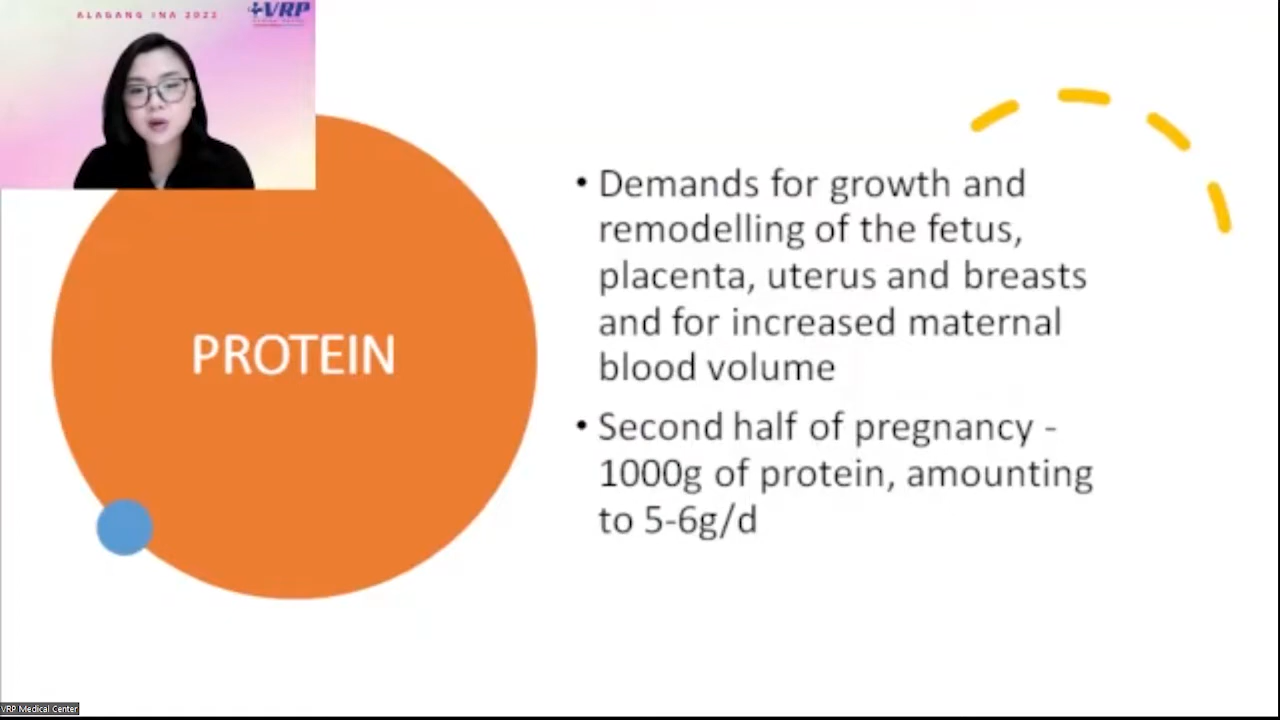 ALAGANG INA 2022
VRP
PROTEIN
• Demands for growth and
remodelling of the fetus,
placenta, uterus and breasts
and for increased maternal
blood volume
• Second half of pregnancy -
1000g of protein, amounting
to 5-6g/d
VRP Medical Center